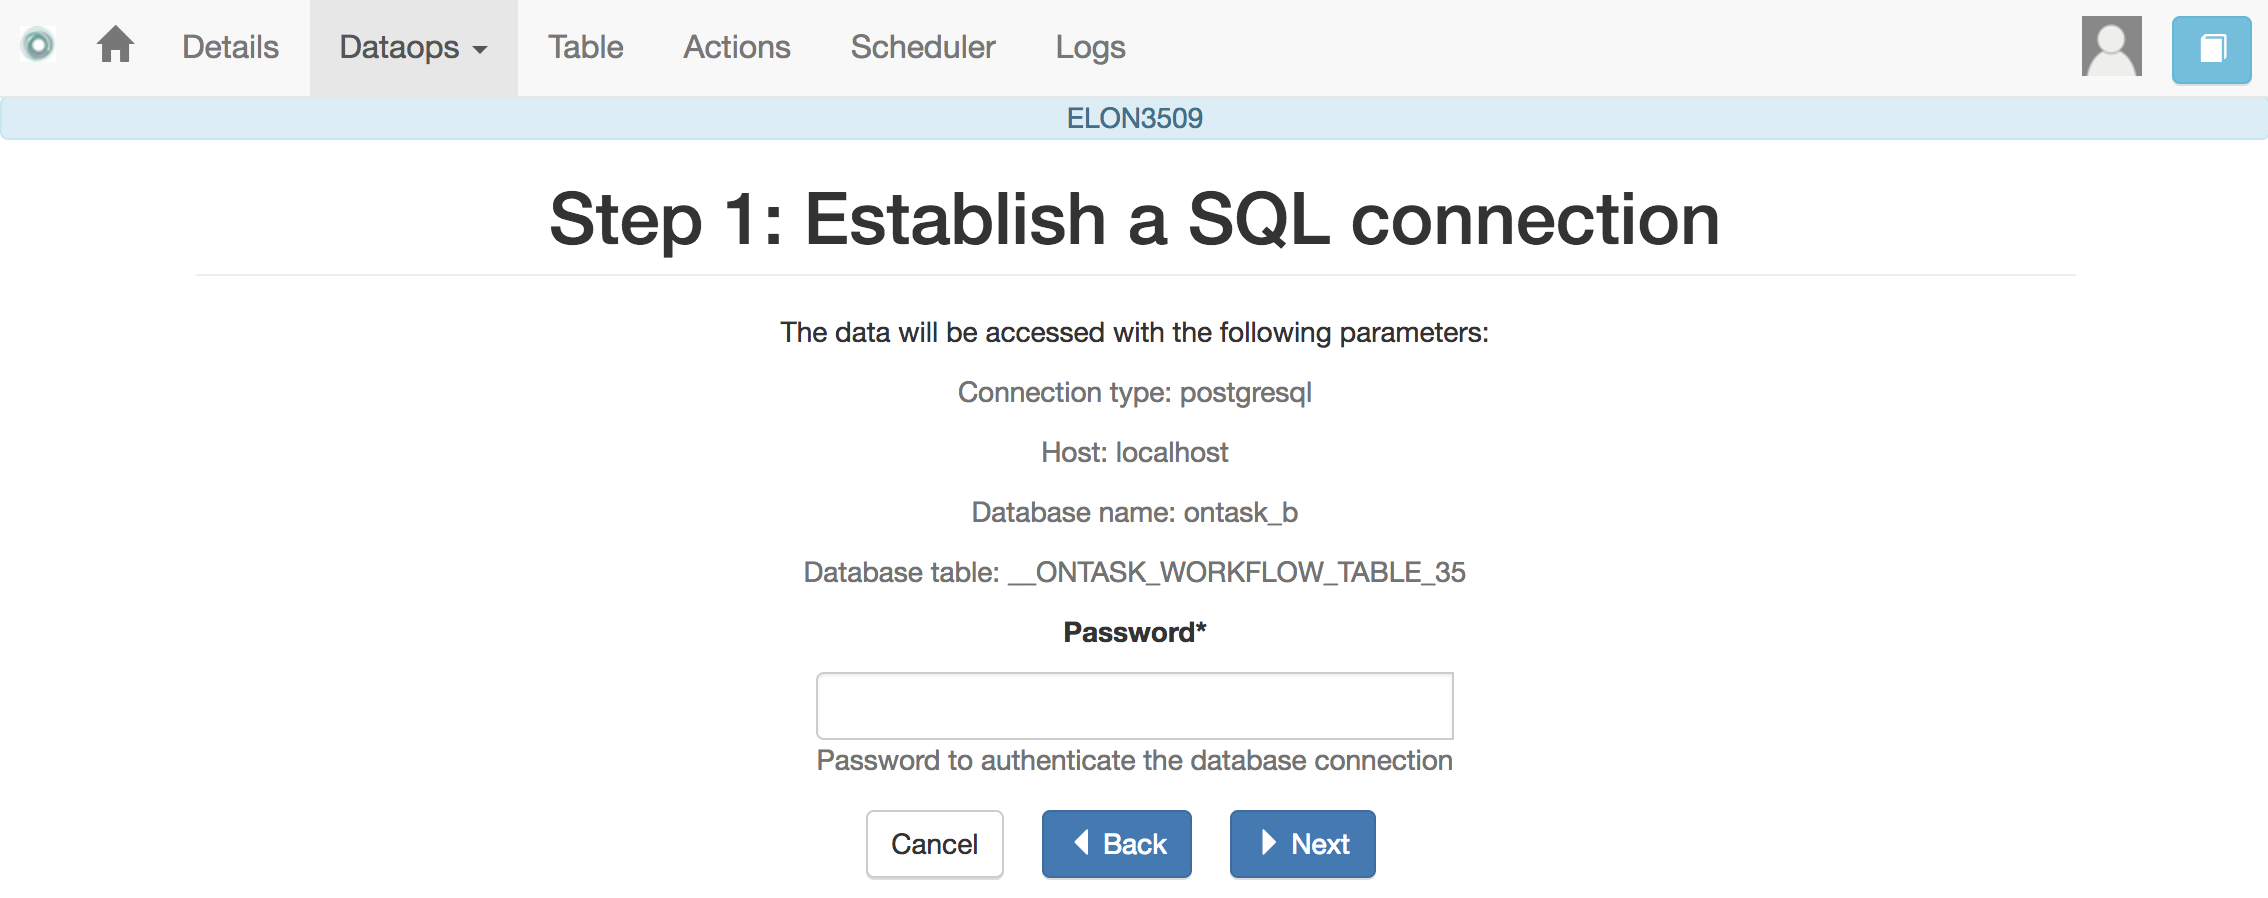 Details Dataops Table Actions Scheduler Logs
ELON3509
Step 1: Establish a SQL connection
The data will be accessed with the following parameters:
Connection type: postgresql
Host: localhost
Database name: ontask_b
Database table: __ONTASK_WORKFLOW_TABLE_35
Password*
Password to authenticate the database connection
Cancel Back Next